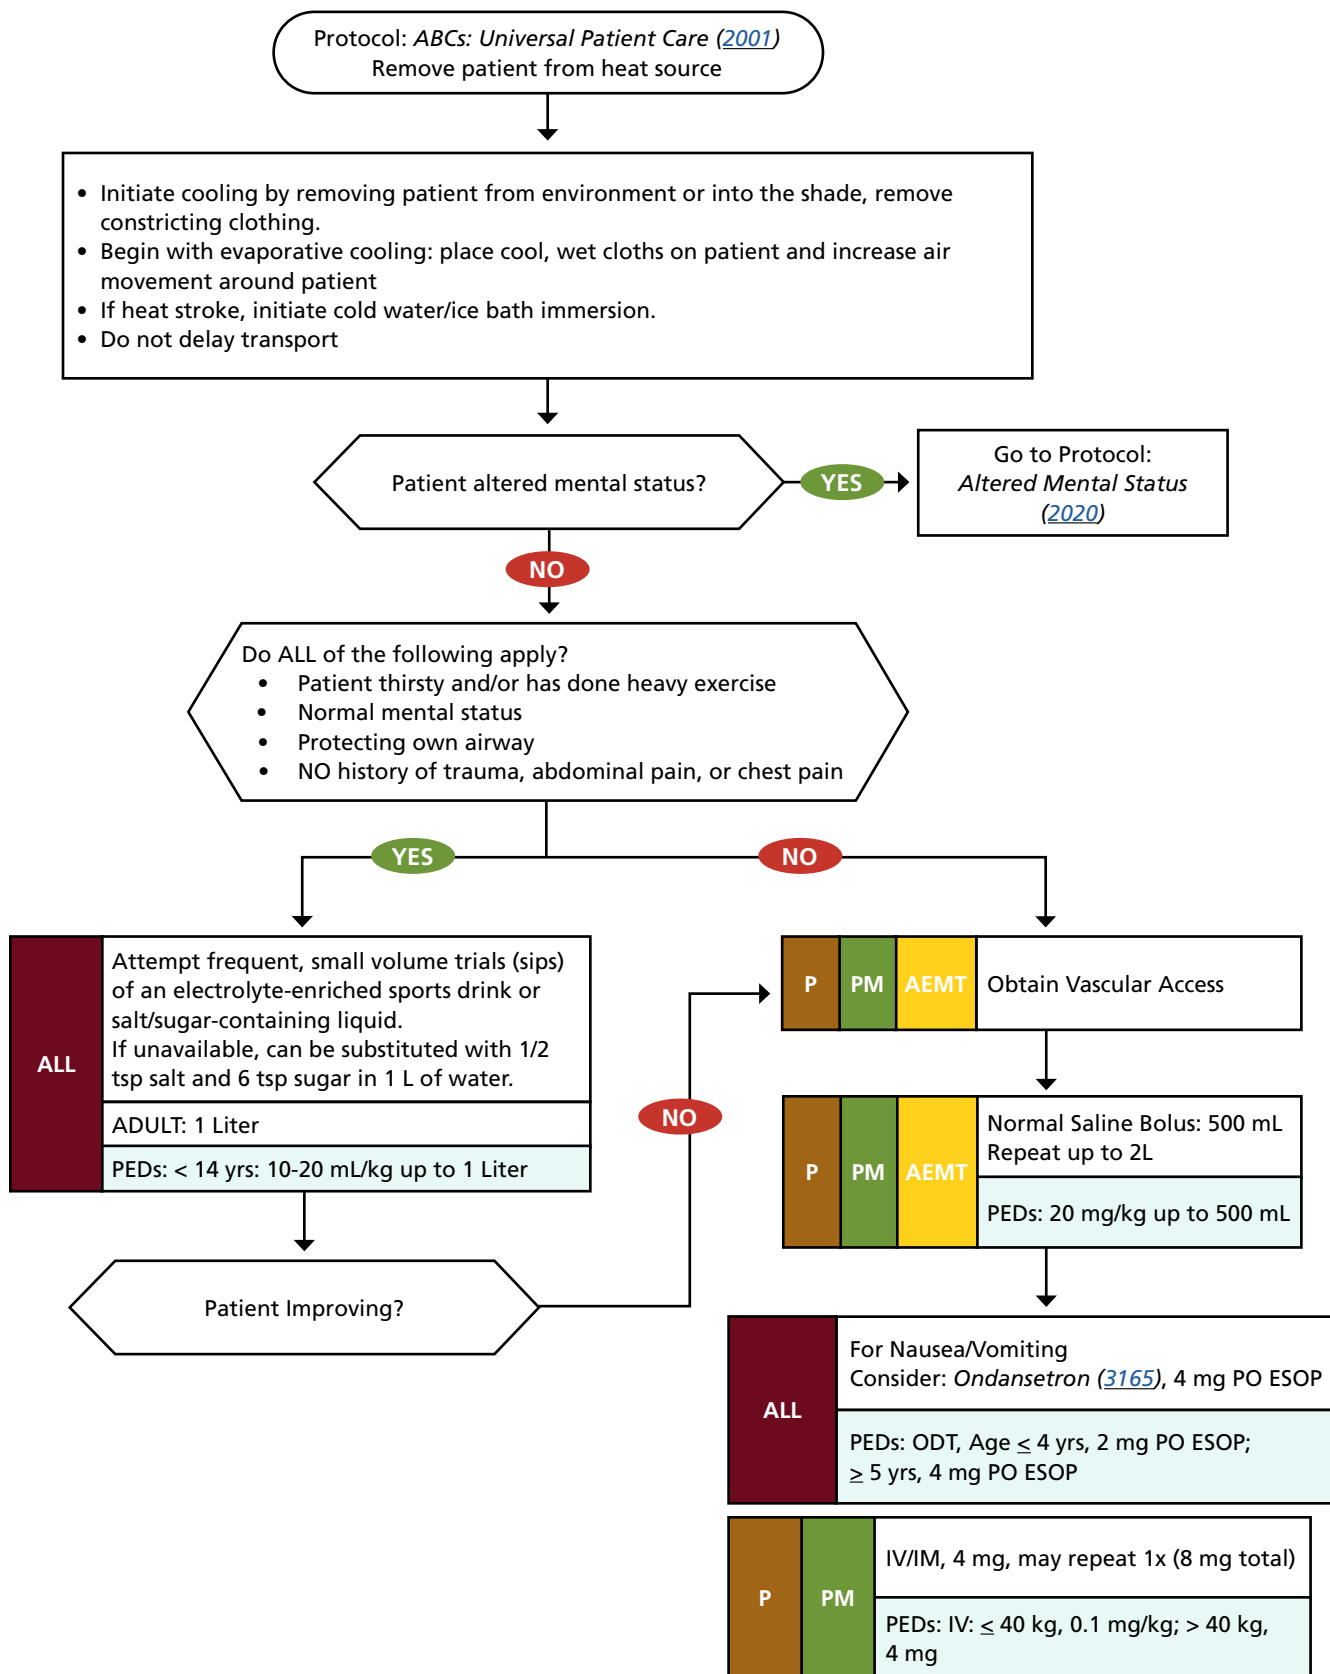 Protocol: ABCs: Universal Patient Care (2001)
Remove patient from heat source
• Initiate cooling by removing patient from environment or into the shade, remove
constricting clothing.
• Begin with evaporative cooling: place cool, wet cloths on patient and increase air
movement around patient
• If heat stroke, initiate cold water/ice bath immersion.
• Do not delay transport
Patient altered mental status?
YES
Go to Protocol:
Altered Mental Status
(2020)
NO
Do ALL of the following apply?
• Patient thirsty and/or has done heavy exercise
• Normal mental status
• Protecting own airway
• NO history of trauma, abdominal pain, or chest pain
YES
NO
ALL
Attempt frequent, small volume trials (sips)
of an electrolyte-enriched sports drink or
salt/sugar-containing liquid.
If unavailable, can be substituted with 1/2
tsp salt and 6 tsp sugar in 1 L of water.
ADULT: 1 Liter
PEDs: < 14 yrs: 10-20 mL/kg up to 1 Liter
Patient Improving?
NO
P PM AEMT Obtain Vascular Access
P PM AEMT
Normal Saline Bolus: 500 mL
Repeat up to 2L
PEDs: 20 mg/kg up to 500 mL
ALL
For Nausea/Vomiting
Consider: Ondansetron (3165), 4 mg PO ESOP
PEDs: ODT, Age ≤ 4 yrs, 2 mg PO ESOP;
≥ 5 yrs, 4 mg PO ESOP
P PM
IV/IM, 4 mg, may repeat 1x (8 mg total)
PEDs: IV: ≤ 40 kg, 0.1 mg/kg; > 40 kg,
4 mg